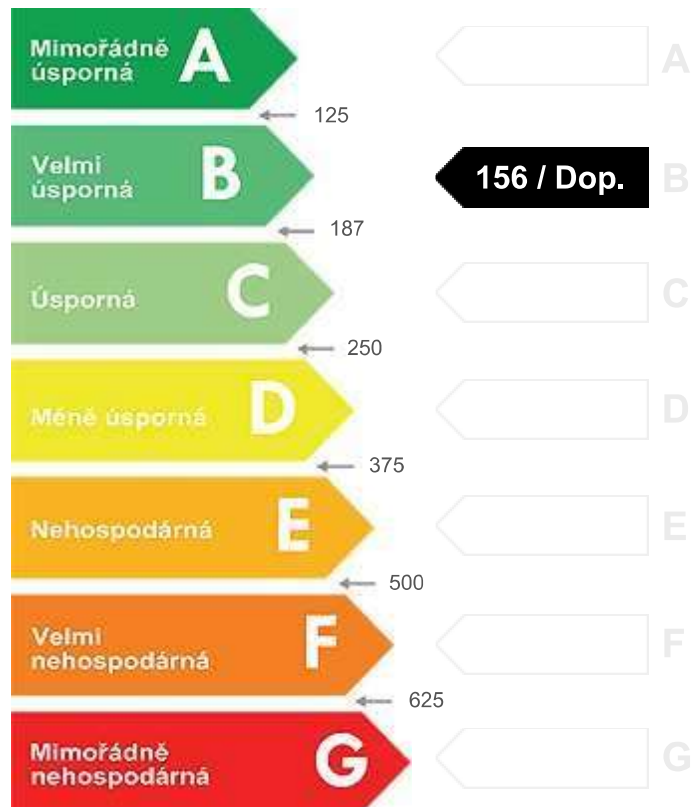 Mimořádně
úsporná
A
A
125
Velmi
úsporná
B
156 / Dop.
B
187
Úsporná
C
C
250
Méně úsporná
D
D
375
Nehospodárná
E
E
500
Velmi
nehospodárná
F
F
625
Mimořádně
nehospodárná
G
G